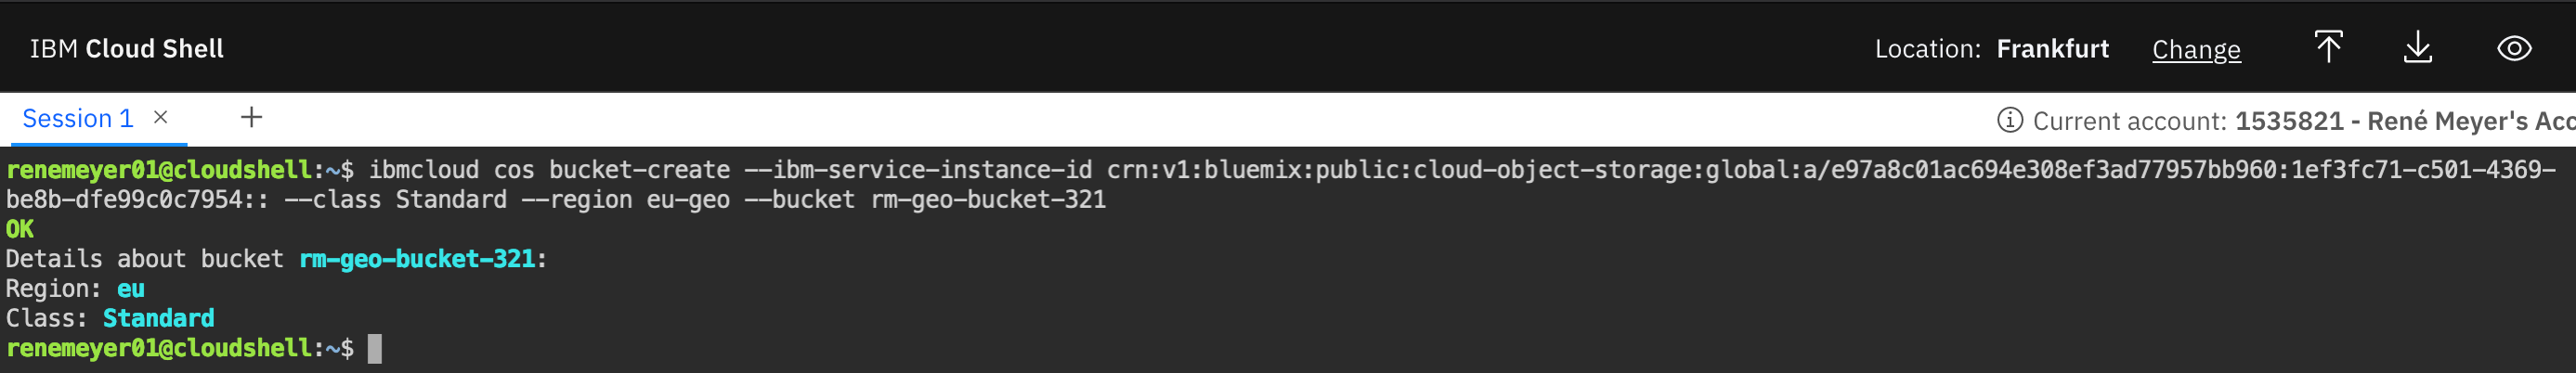 IBM Cloud Shell
Location: Frankfurt Change
Session 1 × +
Current account: 1535821 - René Meyer's Acc
renemeyer01@cloudshell:~$ ibmcloud cos bucket-create --ibm-service-instance-id crn:v1:bluemix:public:cloud-object-storage:global:a/e97a8c01ac694e308ef3ad77957bb960:1ef3fc71-c501-4369-
be8b-dfe99c0c7954:: --class Standard --region eu-geo --bucket rm-geo-bucket-321
OK
Details about bucket rm-geo-bucket-321:
Region: eu
Class: Standard
renemeyer01@cloudshell:~$